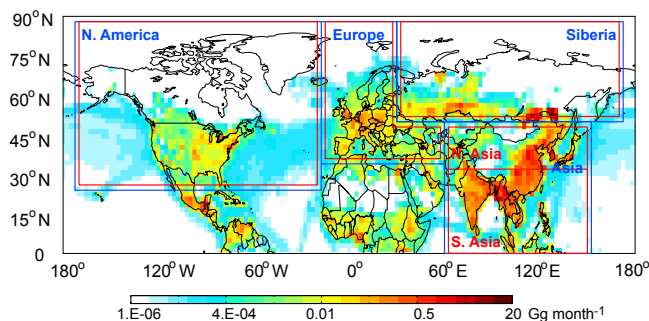 90°N
N. America
Europe
Siberia
75°N
60°N
45°N
N. Asia
Asia
30°N
15°N
S. Asia
0
180° 120°W 60°W 0° 60°E 120°E 180°
1.E-06 4.E-04 0.01 0.5 20 Gg month-1